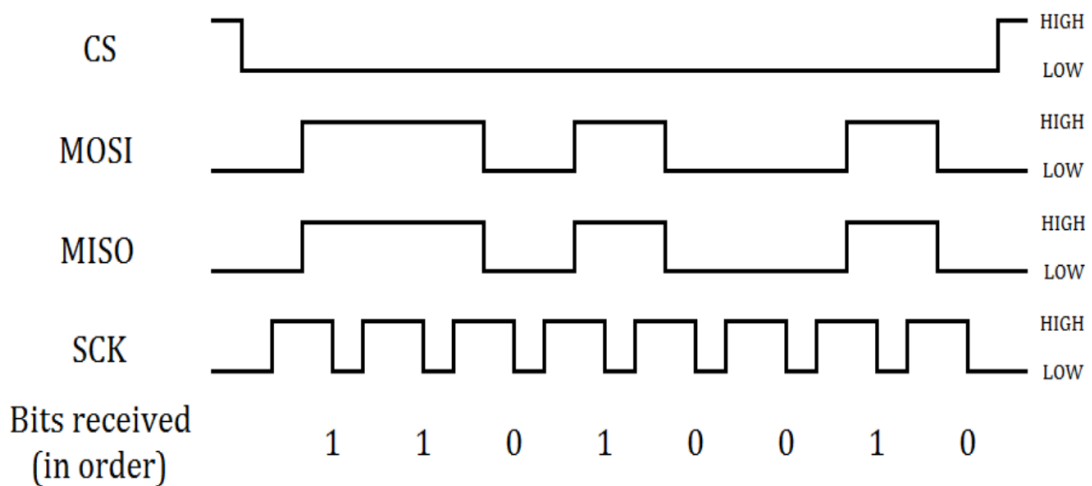 CS
HIGH
LOW
MOSI
HIGH
LOW
MISO
HIGH
LOW
SCK
HIGH
LOW
Bits received
(in order)
1 1 0 1 0 0 1 0